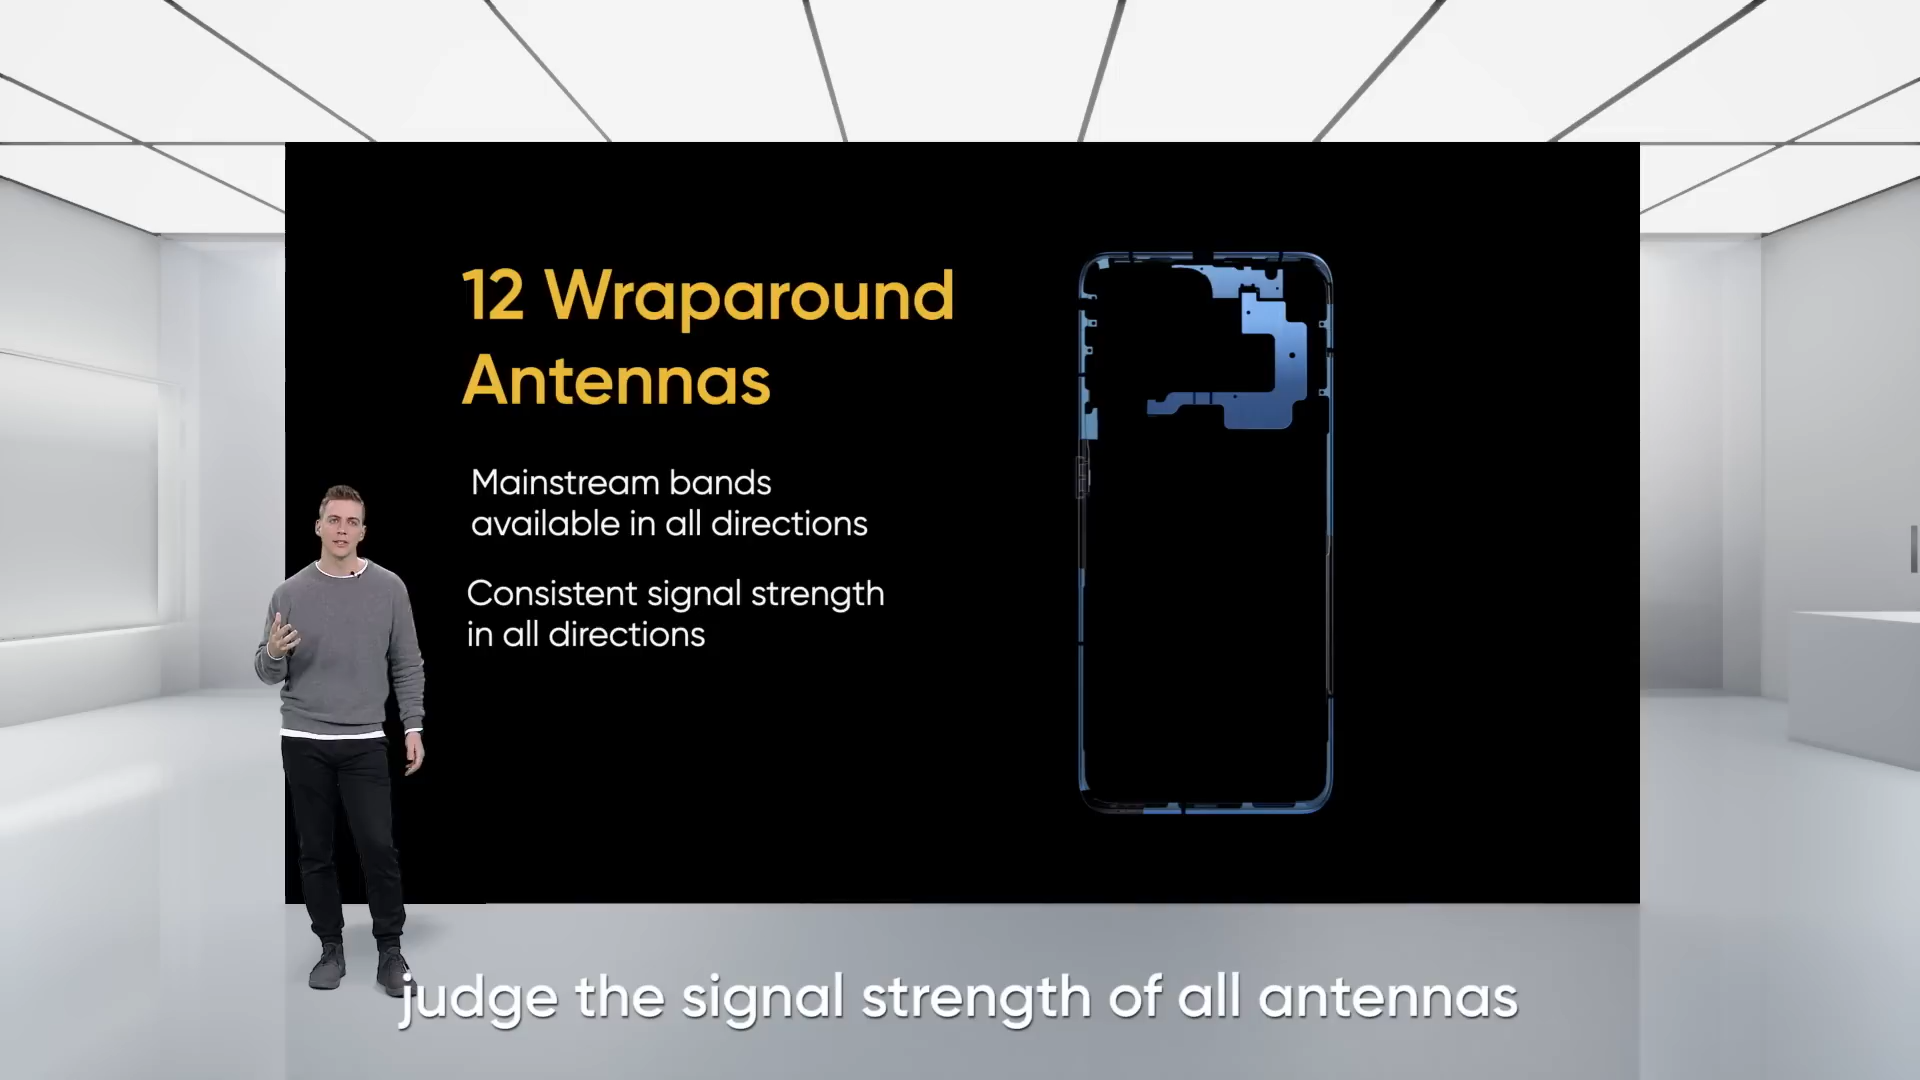 12 Wraparound
Antennas
Mainstream bands
available in all directions
Consistent signal strength
in all directions
judge the signal strength of all antennas